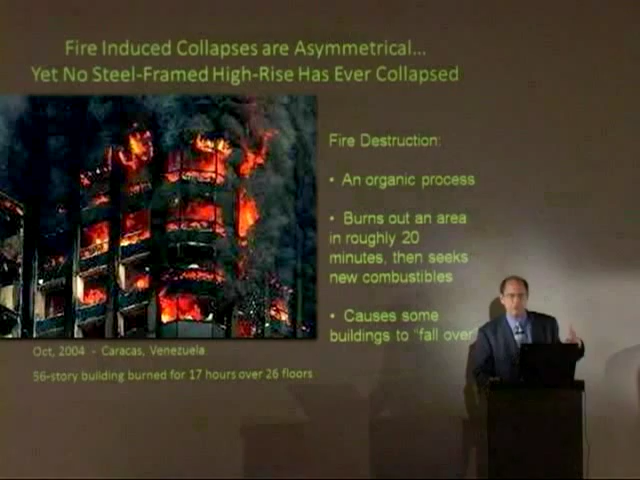 Fire Induced Collapses are Asymmetrical...
Yet No Steel-Framed High-Rise Has Ever Collapsed
Fire Destruction:
• An organic process
• Burns out an area
in roughly 20
minutes, then seeks
new combustibles
• Causes some
buildings to "fall over
Oct, 2004 - Caracas, Venezuela
56-story building burned for 17 hours over 26 floors